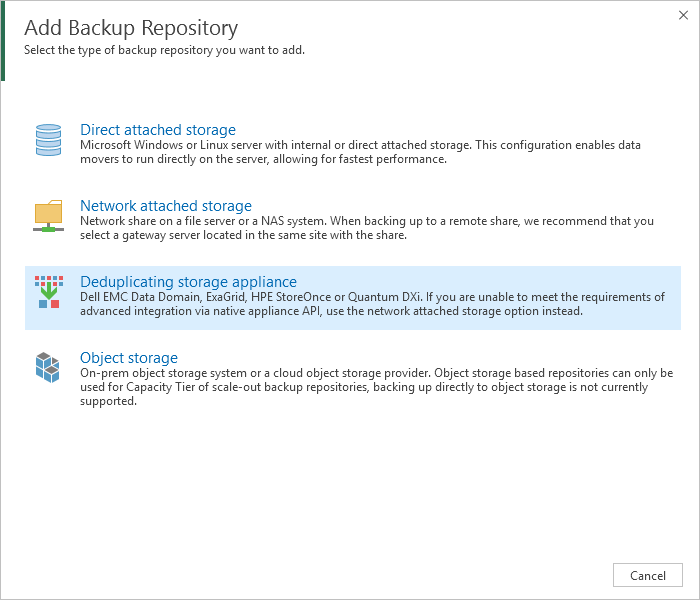 Add Backup Repository
Select the type of backup repository you want to add.
Direct attached storage
Microsoft Windows or Linux server with internal or direct attached storage. This configuration enables data
movers to run directly on the server, allowing for fastest performance.
Network attached storage
Network share on a file server or a NAS system. When backing up to a remote share, we recommend that you
select a gateway server located in the same site with the share.
Deduplicating storage appliance
Dell EMC Data Domain, ExaGrid, HPE StoreOnce or Quantum DXi. If you are unable to meet the requirements of
advanced integration via native appliance API, use the network attached storage option instead.
Object storage
On-prem object storage system or a cloud object storage provider. Object storage based repositories can only be
used for Capacity Tier of scale-out backup repositories, backing up directly to object storage is not currently
supported.
Cancel